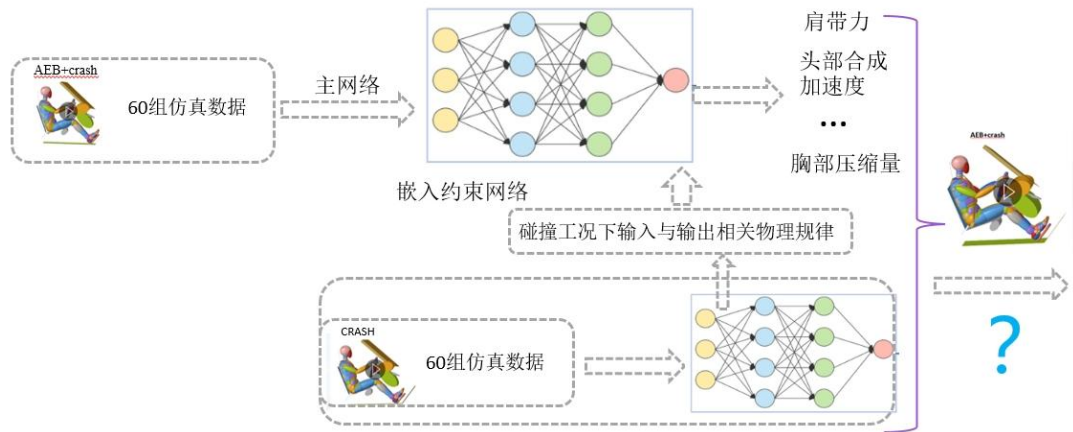 肩带力
头部合成
加速度
...
胸部压缩量
AEB+crash
60组仿真数据
主网络
嵌入约束网络
碰撞工况下输入与输出相关物理规律
CRASH
60组仿真数据
AEB+crash
?